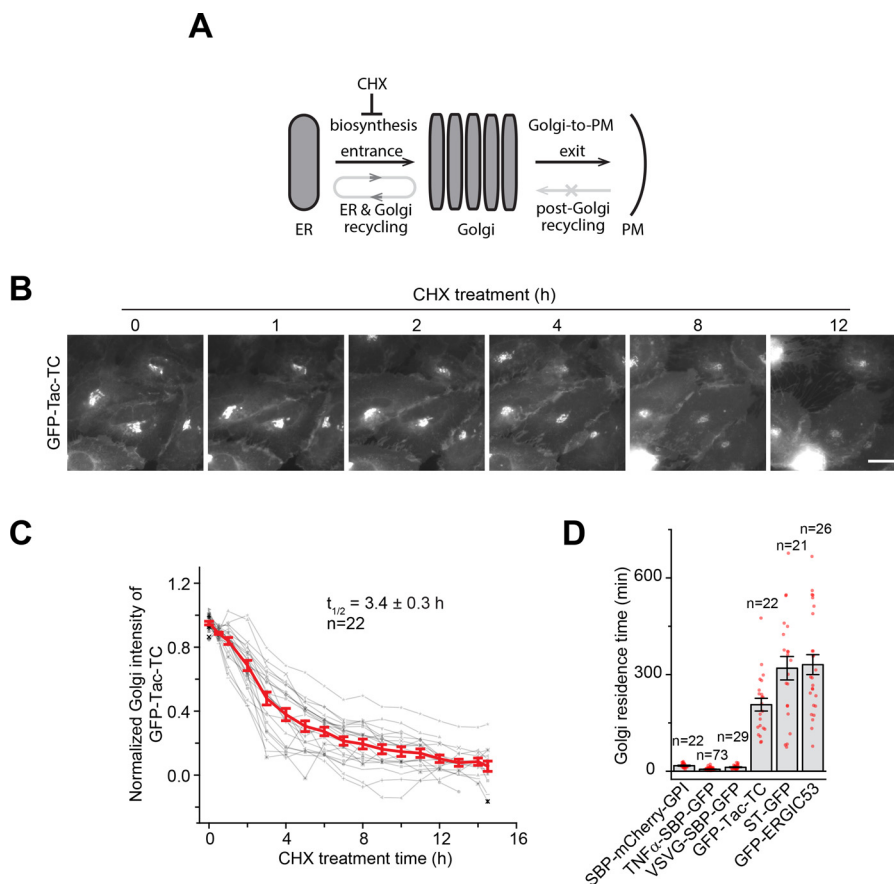 A
CHX
biosynthesis
entrance
Golgi-to-PM
exit
ER & Golgi
recycling
post-Golgi
recycling
ER
Golgi
PM
B
CHX treatment (h)
0 1 2 4 8 12
GFP-Tac-TC
C
Normalized Golgi intensity of
GFP-Tac-TC
1.2
0.8
0.4
0.0
t1/2 = 3.4 ± 0.3 h
n=22
0 4 8 12 16
CHX treatment time (h)
D
Golgi residence time (min)
600
300
0
n=22
n=73
n=29
n=22
n=21
n=26
SBP-mCherry-GPI
TNFα-SBP-GFP
VSVG-SBP-GFP
GFP-Tac-TC
ST-GFP
GFP-ERGIC53